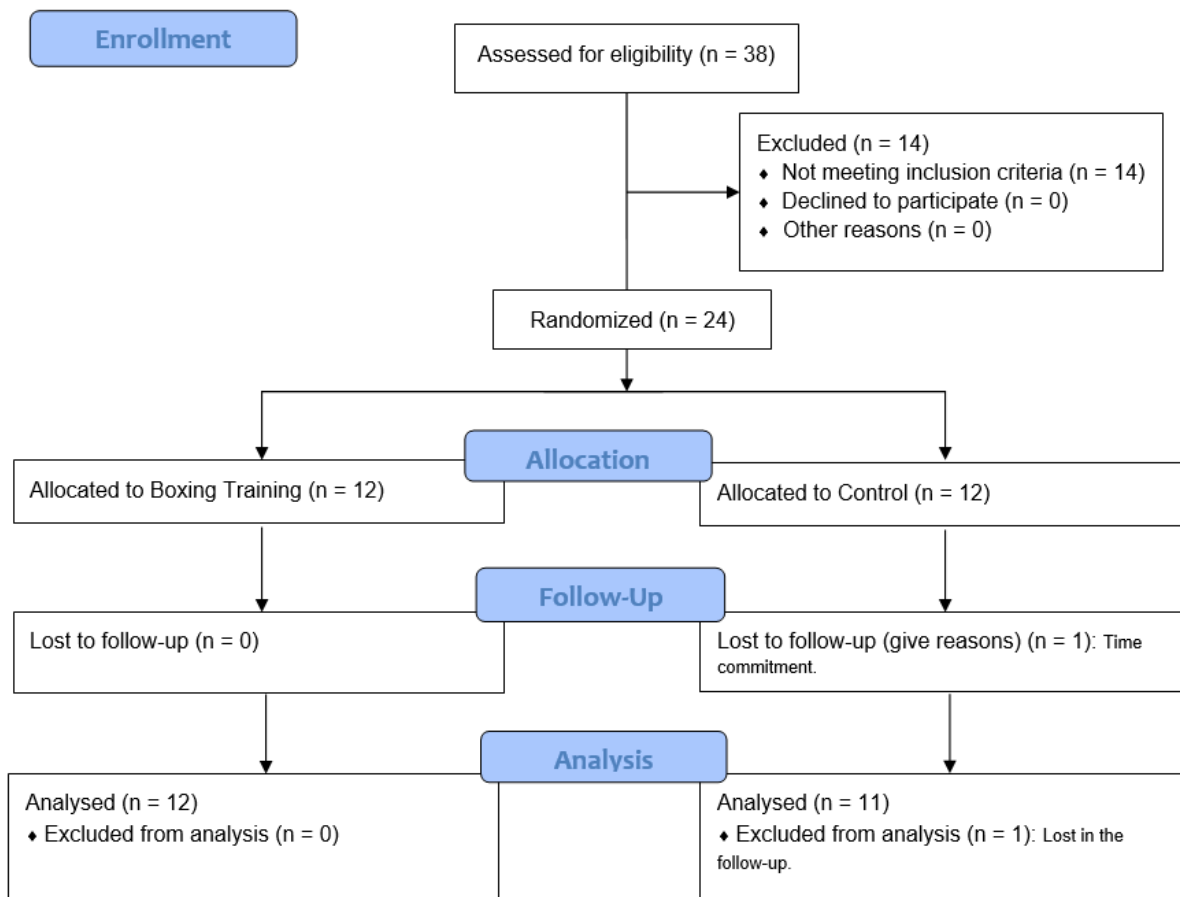 Enrollment
Assessed for eligibility (n = 38)
Excluded (n = 14)
♦ Not meeting inclusion criteria (n = 14)
♦ Declined to participate (n = 0)
♦ Other reasons (n = 0)
Randomized (n = 24)
Allocation
Allocated to Boxing Training (n = 12)
Allocated to Control (n = 12)
Follow-Up
Lost to follow-up (n = 0)
Lost to follow-up (give reasons) (n = 1): Time
commitment.
Analysis
Analysed (n = 12)
♦ Excluded from analysis (n = 0)
Analysed (n = 11)
♦ Excluded from analysis (n = 1): Lost in the
follow-up.